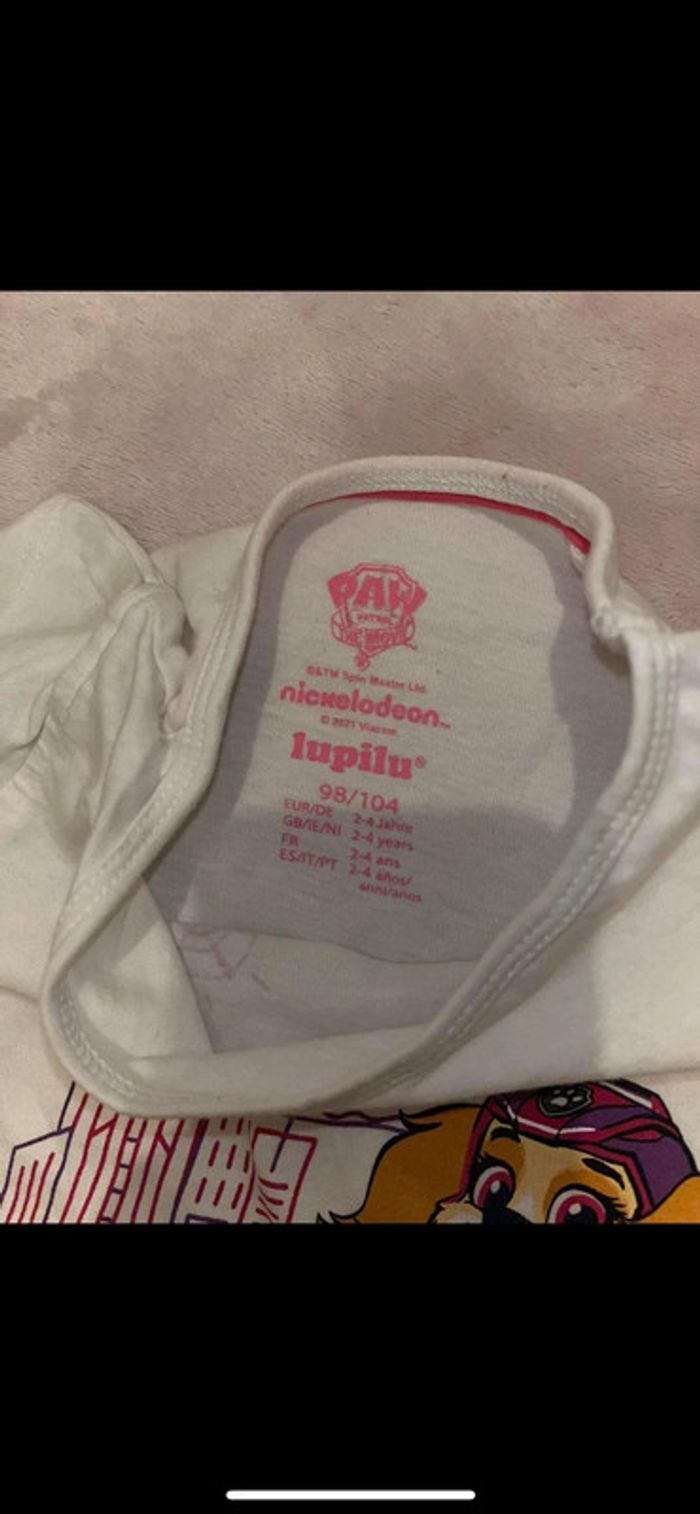 PAW
PATROL
THE MOVIE
©&TM Spin Master Ltd.
nickelodeon™
© 2021 Viacom
lupilu®
98/104
EUR/DE 2-4 Jahre
GB/IE/NI 2-4 years
FR 2-4 ans
ES/IT/PT 2-4 años/
anni/anos